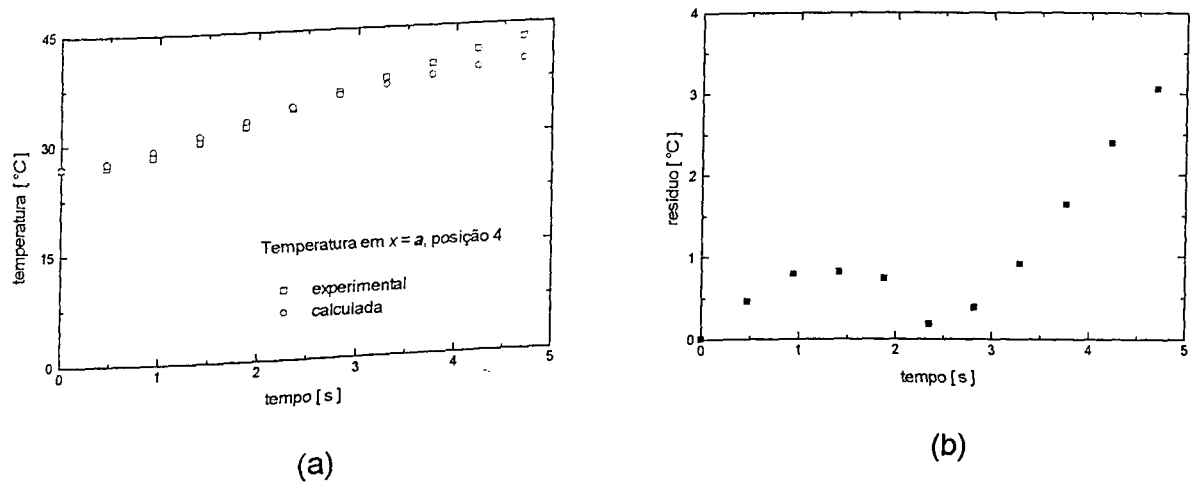 45
30
15
0
temperatura [ °C]
Temperatura em x = a, posição 4
experimental
calculada
0 1 2 3 4 5
tempo [ s ]
(a)
4
3
2
1
0
resíduo [ °C]
0 1 2 3 4 5
tempo [ s ]
(b)